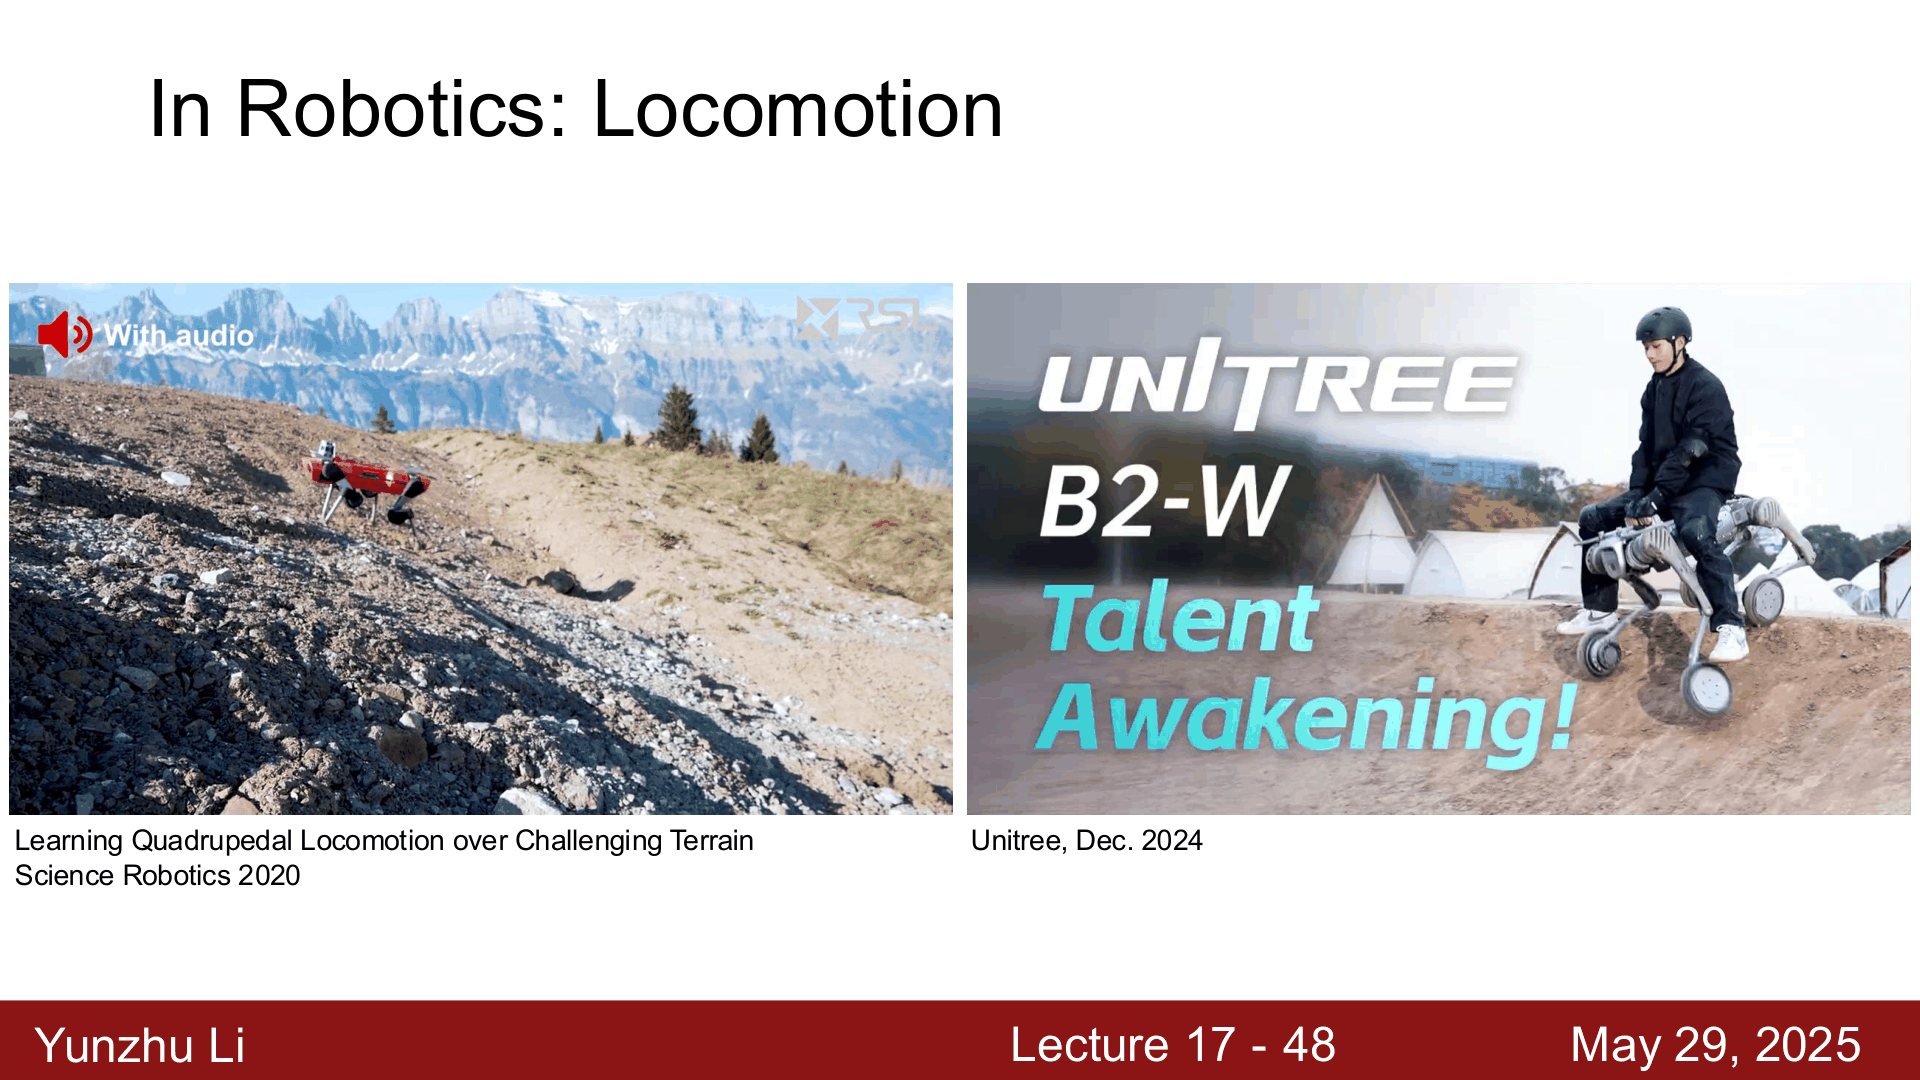 In Robotics: Locomotion
With audio
RSL
UNITREE
B2-W
Talent
Awakening!
Learning Quadrupedal Locomotion over Challenging Terrain
Science Robotics 2020
Unitree, Dec. 2024
Yunzhu Li
Lecture 17 - 48
May 29, 2025